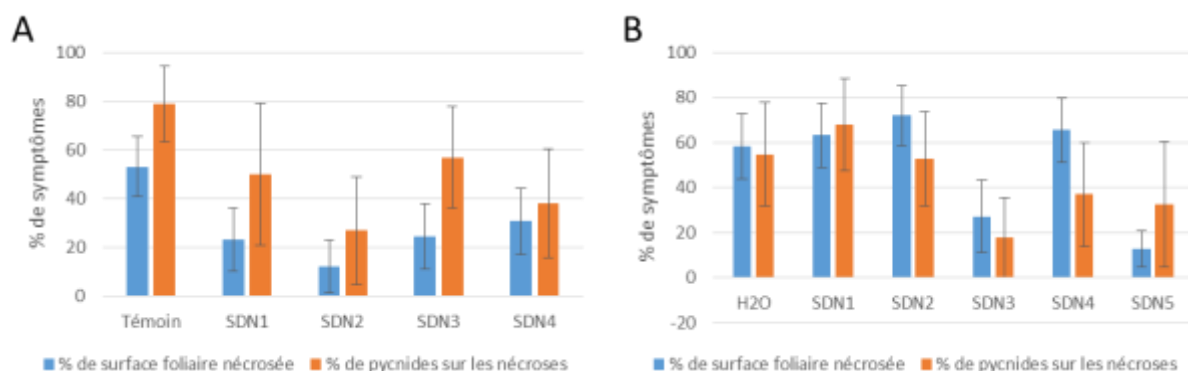 A
% de symptômes
100
80
60
40
20
0
Témoin SDN1 SDN2 SDN3 SDN4
% de surface foliaire nécrosée % de pycnides sur les nécroses
B
% de symptômes
100
80
60
40
20
0
-20
H2O SDN1 SDN2 SDN3 SDN4 SDN5
% de surface foliaire nécrosée % de pycnides sur les nécroses